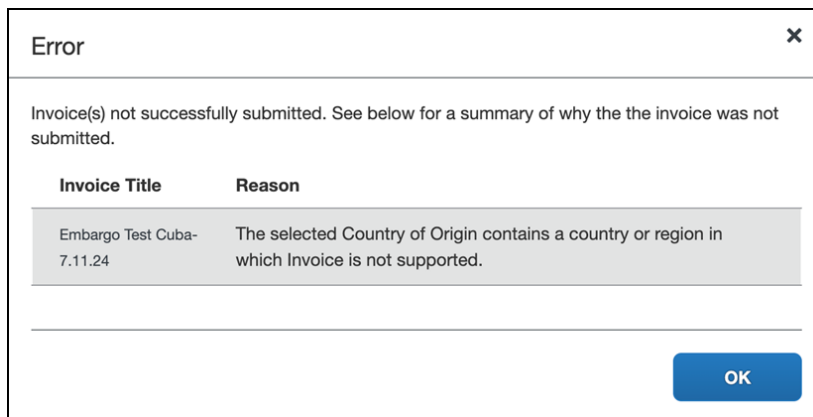 Error
×
Invoice(s) not successfully submitted. See below for a summary of why the the invoice was not
submitted.
Invoice Title Reason
Embargo Test Cuba-
7.11.24
The selected Country of Origin contains a country or region in
which Invoice is not supported.
OK